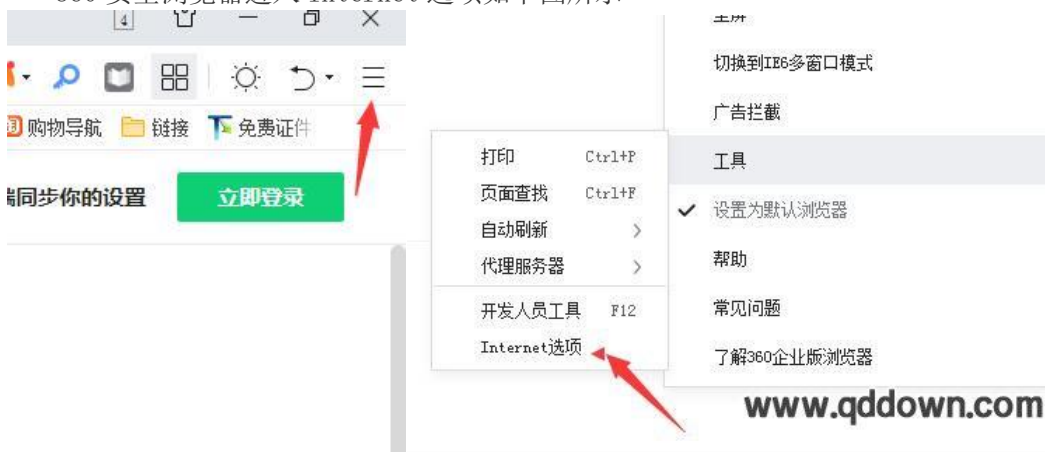 4
购物导航 链接 免费证件
端同步你的设置 立即登录
打印 Ctrl+P
页面查找 Ctrl+F
自动刷新
代理服务器
开发人员工具 F12
Internet选项
切换到IE6多窗口模式
广告拦截
工具
设置为默认浏览器
帮助
常见问题
了解360企业版浏览器
www.qddown.com